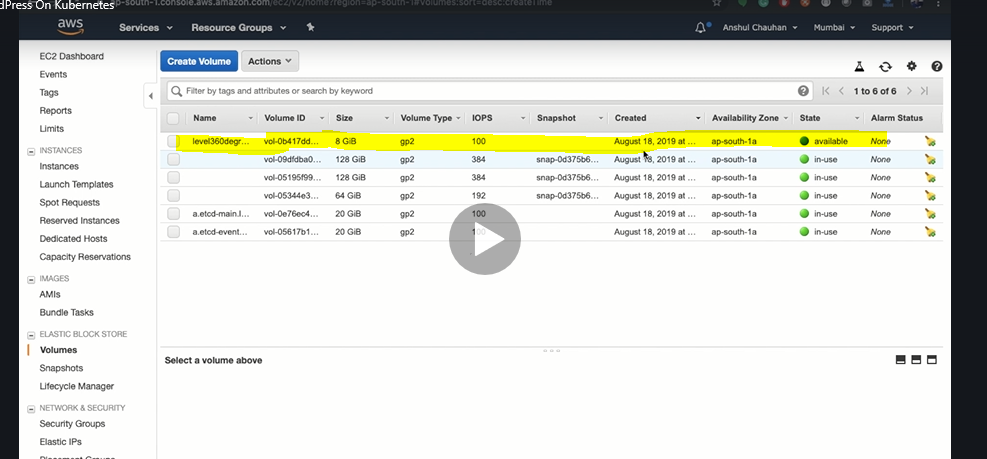 dPress On Kubernetes
ap-south-1.console.aws.amazon.com/ec2/v2/home?region=ap-south-1#Volumes:sort=desc:createTime
aws Services Resource Groups Anshul Chauhan Mumbai Support
EC2 Dashboard
Events
Tags
Reports
Limits
INSTANCES
Instances
Launch Templates
Spot Requests
Reserved Instances
Dedicated Hosts
Capacity Reservations
IMAGES
AMIs
Bundle Tasks
ELASTIC BLOCK STORE
Volumes
Snapshots
Lifecycle Manager
NETWORK & SECURITY
Security Groups
Elastic IPs
Placement Groups
Create Volume Actions
Filter by tags and attributes or search by keyword 1 to 6 of 6
Name Volume ID Size Volume Type IOPS Snapshot Created Availability Zone State Alarm Status
level360degr... vol-0b417dd... 8 GiB gp2 100 August 18, 2019 at ... ap-south-1a available None
vol-09dfdba0... 128 GiB gp2 384 snap-0d375b6... August 18, 2019 at ... ap-south-1a in-use None
vol-05195f99... 128 GiB gp2 384 snap-0d375b6... August 18, 2019 at ... ap-south-1a in-use None
vol-05344e3... 64 GiB gp2 192 snap-0d375b6... August 18, 2019 at ... ap-south-1a in-use None
a.etcd-main.l... vol-0e76ec4... 20 GiB gp2 100 August 18, 2019 at ... ap-south-1a in-use None
a.etcd-event... vol-05617b1... 20 GiB gp2 August 18, 2019 at ... ap-south-1a in-use None
Select a volume above